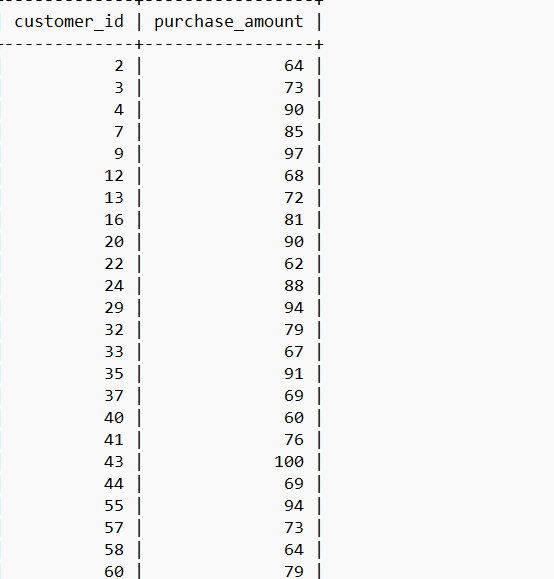 --------------+-----------------+
customer_id | purchase_amount |
--------------+-----------------+
2 | 64 |
3 | 73 |
4 | 90 |
7 | 85 |
9 | 97 |
12 | 68 |
13 | 72 |
16 | 81 |
20 | 90 |
22 | 62 |
24 | 88 |
29 | 94 |
32 | 79 |
33 | 67 |
35 | 91 |
37 | 69 |
40 | 60 |
41 | 76 |
43 | 100 |
44 | 69 |
55 | 94 |
57 | 73 |
58 | 64 |
60 | 79 |